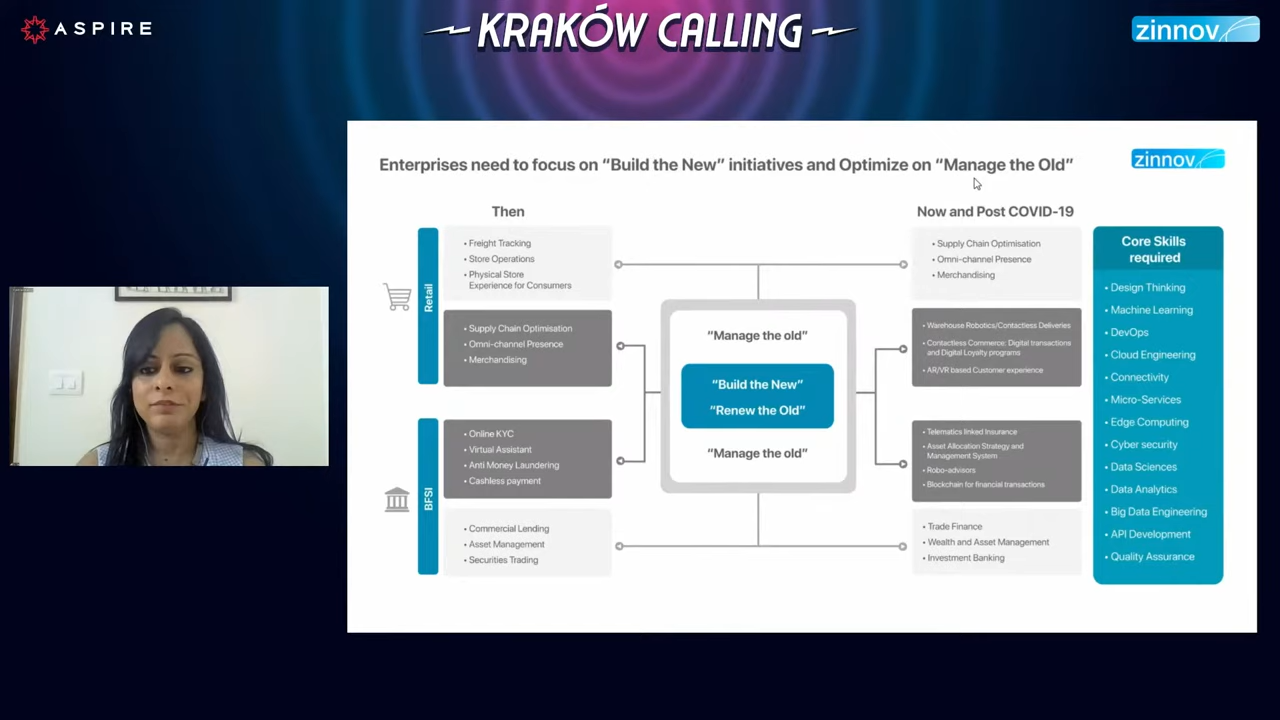 ASPIRE
KRAKÓW CALLING
zinnov
Enterprises need to focus on “Build the New” initiatives and Optimize on “Manage the Old”
zinnov
Then
Now and Post COVID-19
Retail
• Freight Tracking
• Store Operations
• Physical Store
Experience for Consumers
• Supply Chain Optimisation
• Omni-channel Presence
• Merchandising
• Supply Chain Optimisation
• Omni-channel Presence
• Merchandising
• Warehouse Robotics/Contactless Deliveries
• Contactless Commerce: Digital transactions
and Digital Loyalty programs
• AR/VR based Customer experience
“Manage the old”
“Build the New”
“Renew the Old”
“Manage the old”
BFSI
• Online KYC
• Virtual Assistant
• Anti Money Laundering
• Cashless payment
• Telematics linked Insurance
• Asset Allocation Strategy and
Management System
• Robo-advisors
• Blockchain for financial transactions
• Commercial Lending
• Asset Management
• Securities Trading
• Trade Finance
• Wealth and Asset Management
• Investment Banking
Core Skills
required
• Design Thinking
• Machine Learning
• DevOps
• Cloud Engineering
• Connectivity
• Micro-Services
• Edge Computing
• Cyber security
• Data Sciences
• Data Analytics
• Big Data Engineering
• API Development
• Quality Assurance